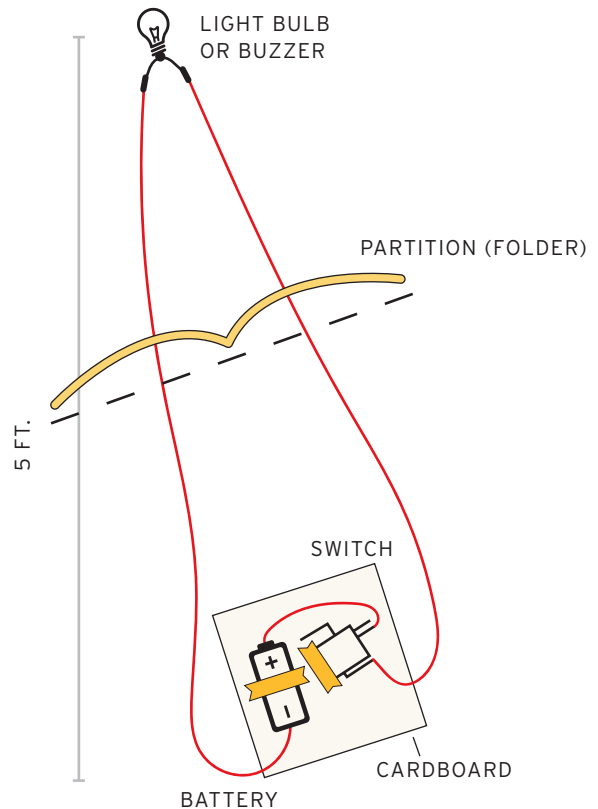 LIGHT BULB
OR BUZZER
PARTITION (FOLDER)
5 FT.
SWITCH
+
-
CARDBOARD
BATTERY